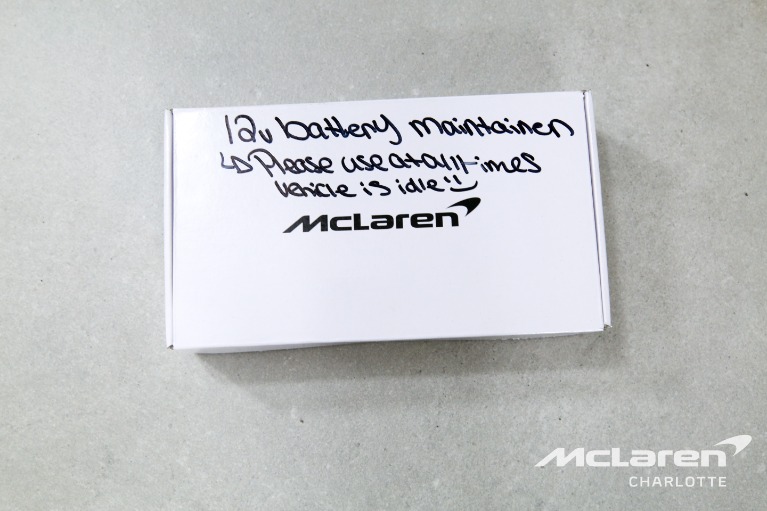 12v battery maintainer
↳ Please use at all times
vehicle is idle :)
McLaren
McLaren
CHARLOTTE